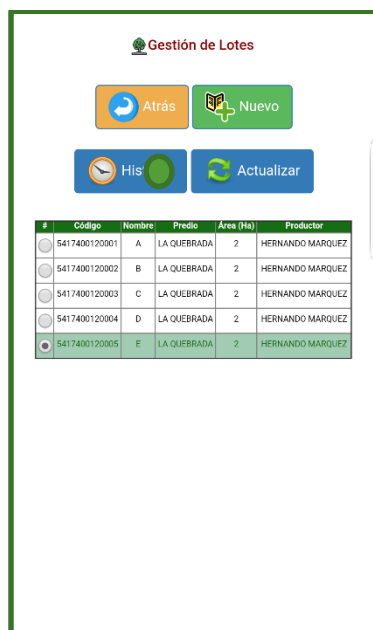 Gestión de Lotes
Atrás Nuevo
Actualizar
# Código Nombre Predio Área (Ha) Productor
5417400120001 A LA QUEBRADA 2 HERNANDO MARQUEZ
5417400120002 B LA QUEBRADA 2 HERNANDO MARQUEZ
5417400120003 C LA QUEBRADA 2 HERNANDO MARQUEZ
5417400120004 D LA QUEBRADA 2 HERNANDO MARQUEZ
5417400120005 E LA QUEBRADA 2 HERNANDO MARQUEZ